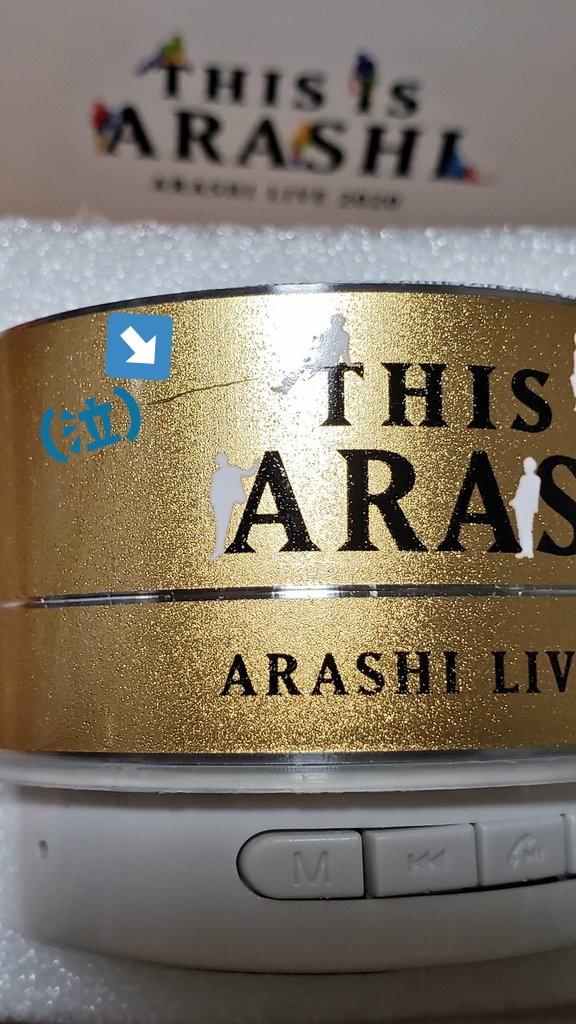 THIS IS
ARASHI
ARASHI LIVE 2020
(泣)
THIS
ARAS
ARASHI LIV
M